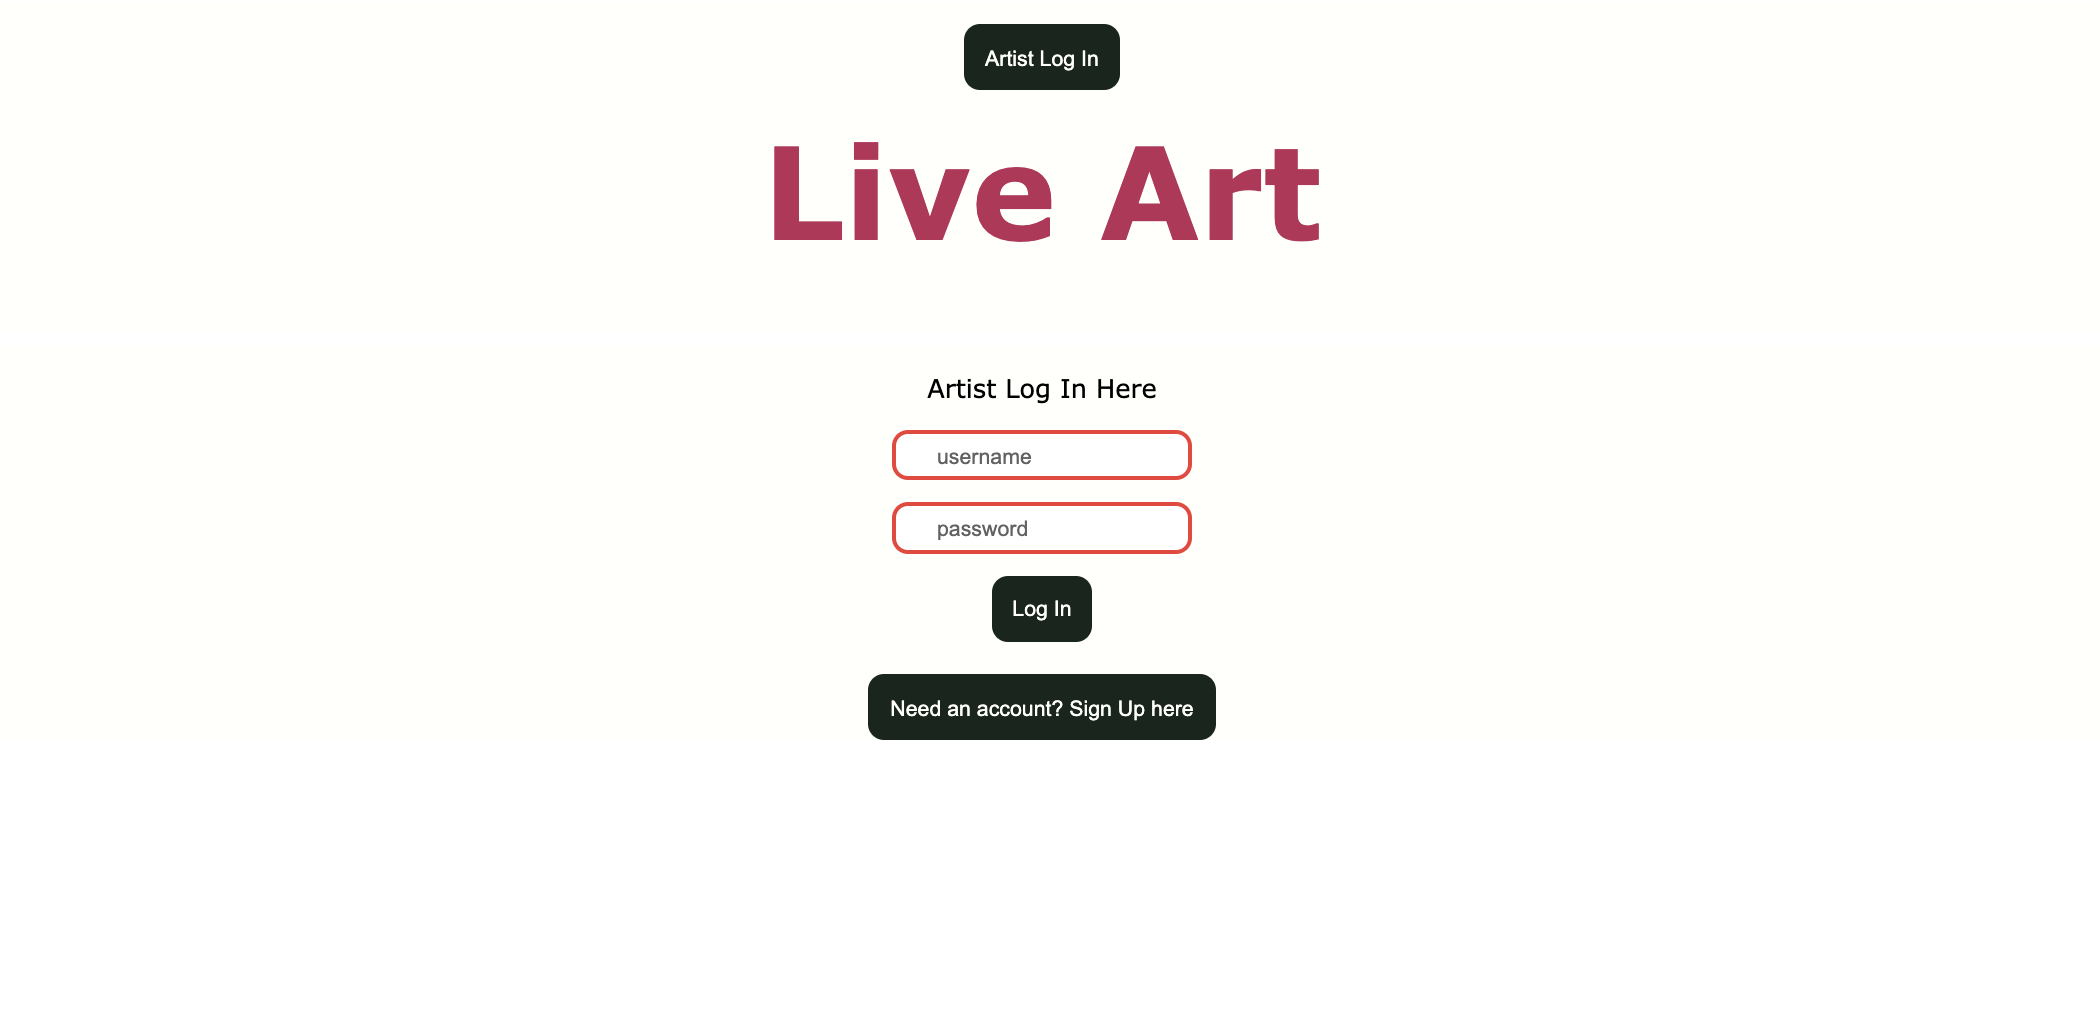 Artist Log In
Live Art
Artist Log In Here
username
password
Log In
Need an account? Sign Up here